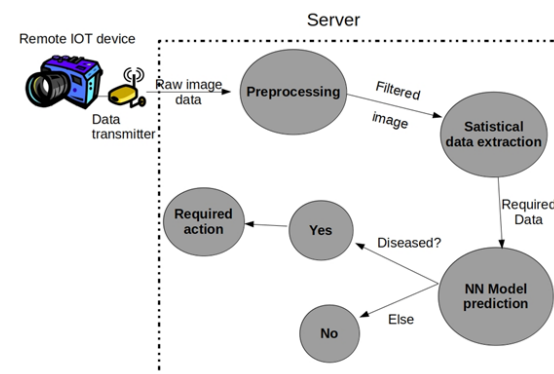 Server
Remote IOT device
Raw image
data
Data
transmitter
Preprocessing
Filtered
image
Satistical
data extraction
Required
Data
NN Model
prediction
Diseased?
Yes
Required
action
Else
No